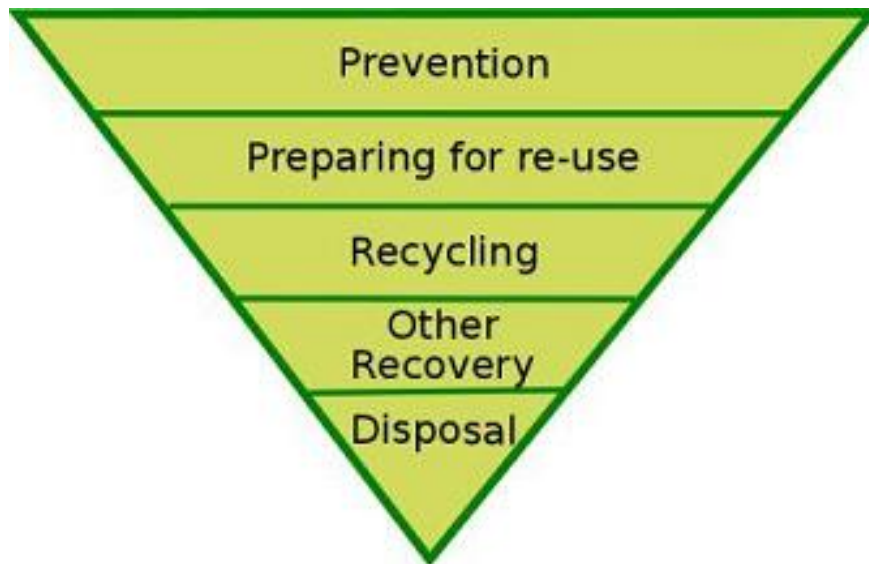 Prevention
Preparing for re-use
Recycling
Other
Recovery
Disposal